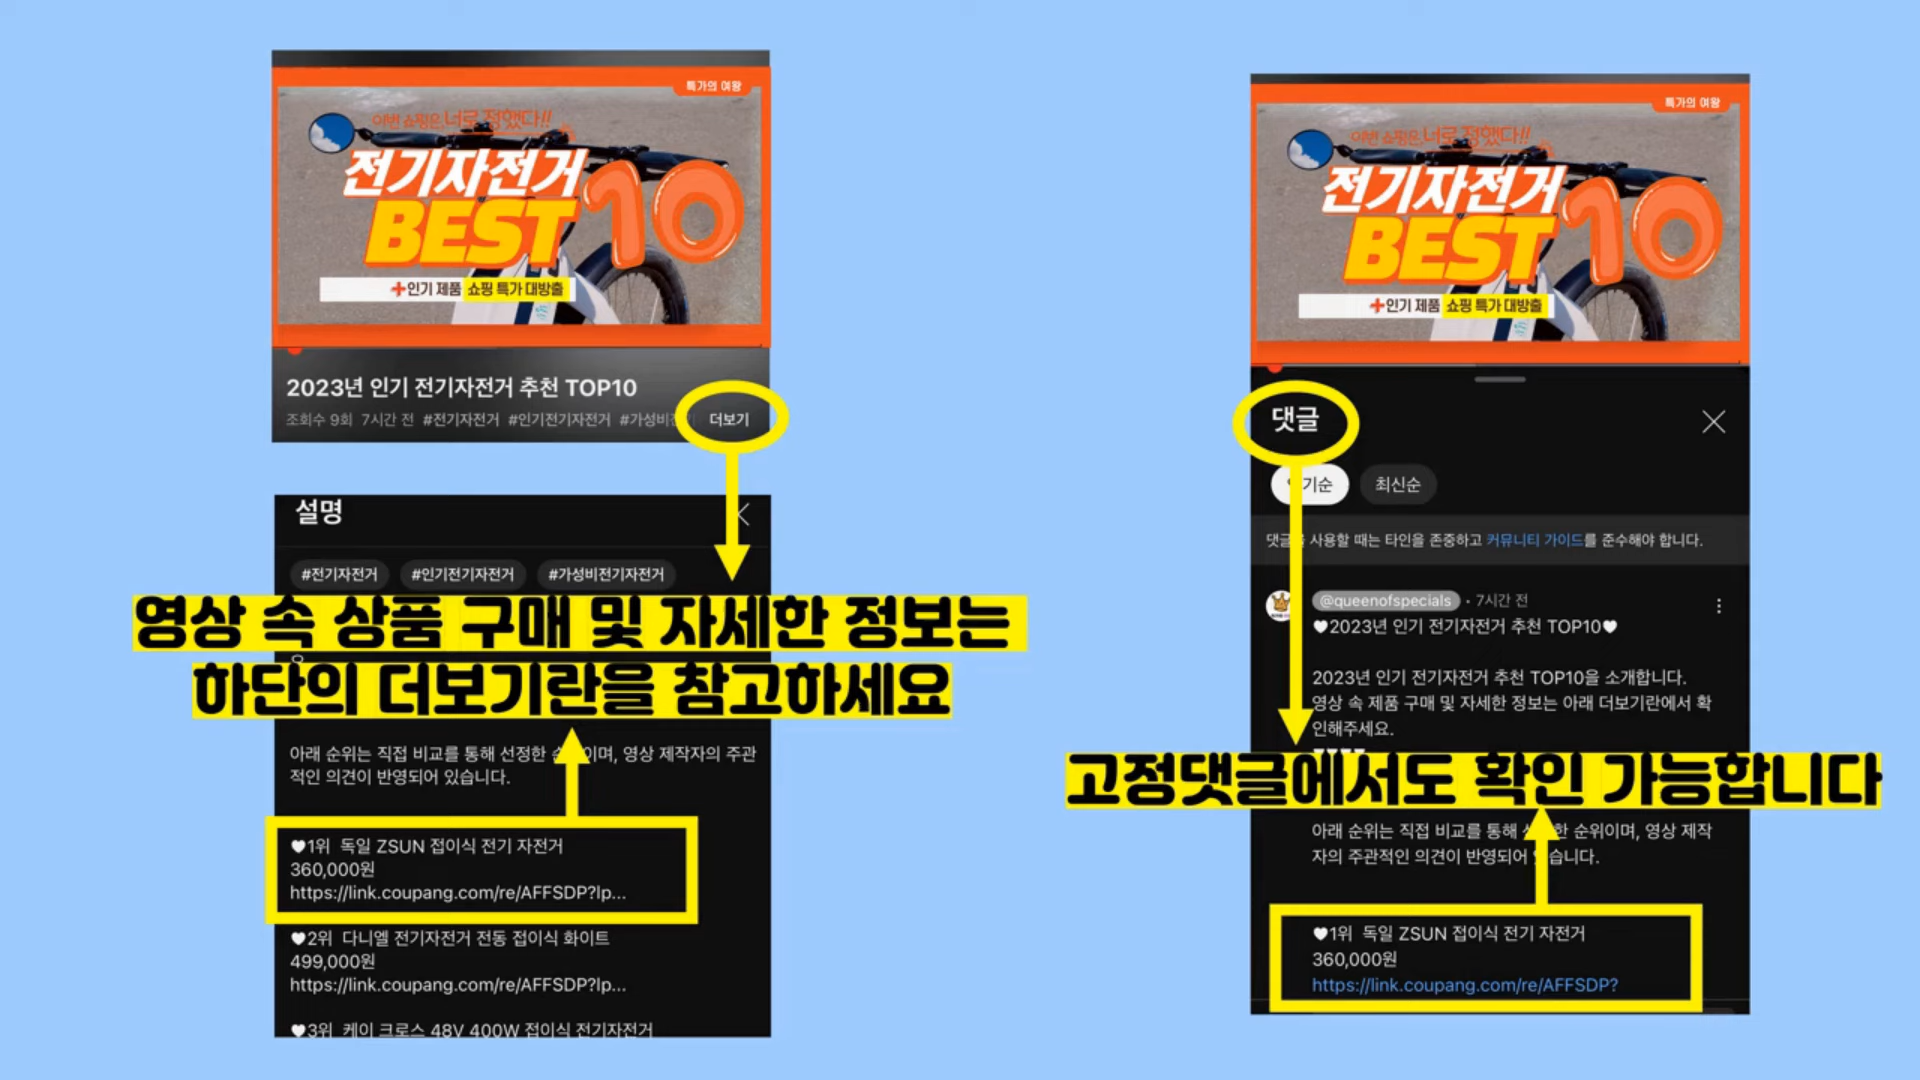 특가의 여왕
이번 쇼핑은,너로 정했다!!
전기자전거
BEST 10
+인기 제품 쇼핑 특가 대방출
2023년 인기 전기자전거 추천 TOP10
조회수 9회 7시간 전 #전기자전거 #인기전기자전거 #가성비
더보기
설명
#전기자전거 #인기전기자전거 #가성비전기자전거
영상 속 상품 구매 및 자세한 정보는
하단의 더보기란을 참고하세요
아래 순위는 직접 비교를 통해 선정한 이며, 영상 제작자의 주관
적인 의견이 반영되어 있습니다.
♥1위 독일 ZSUN 접이식 전기 자전거
360,000원
https://link.coupang.com/re/AFFSDP?lp...
♥2위 다니엘 전기자전거 전동 접이식 화이트
499,000원
https://link.coupang.com/re/AFFSDP?lp...
♥3위 케이 크로스 48V 400W 접이식 전기자전거
특가의 여왕
이번 쇼핑은,너로 정했다!!
전기자전거
BEST 10
+인기 제품 쇼핑 특가 대방출
댓글
기순 최신순
댓글 사용할 때는 타인을 존중하고 커뮤니티 가이드를 준수해야 합니다.
@queenofspecials · 7시간 전
♥2023년 인기 전기자전거 추천 TOP10♥
2023년 인기 전기자전거 추천 TOP10을 소개합니다.
영상 속 제품 구매 및 자세한 정보는 아래 더보기란에서 확
인해주세요.
고정댓글에서도 확인 가능합니다
아래 순위는 직접 비교를 통해 한 순위이며, 영상 제작
자의 주관적인 의견이 반영되어 습니다.
♥1위 독일 ZSUN 접이식 전기 자전거
360,000원
https://link.coupang.com/re/AFFSDP?